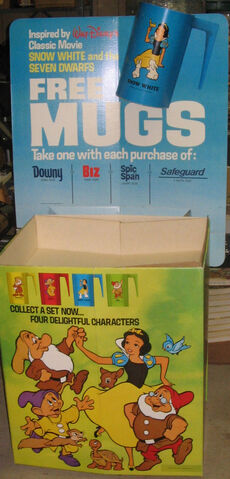 Inspired by Walt Disney's
Classic Movie
SNOW WHITE and the
SEVEN DWARFS
FREE
MUGS
SNOW WHITE
Take one with each purchase of:
Downy
Biz
Spic
Span
Safeguard
COLLECT A SET NOW...
FOUR DELIGHTFUL CHARACTERS